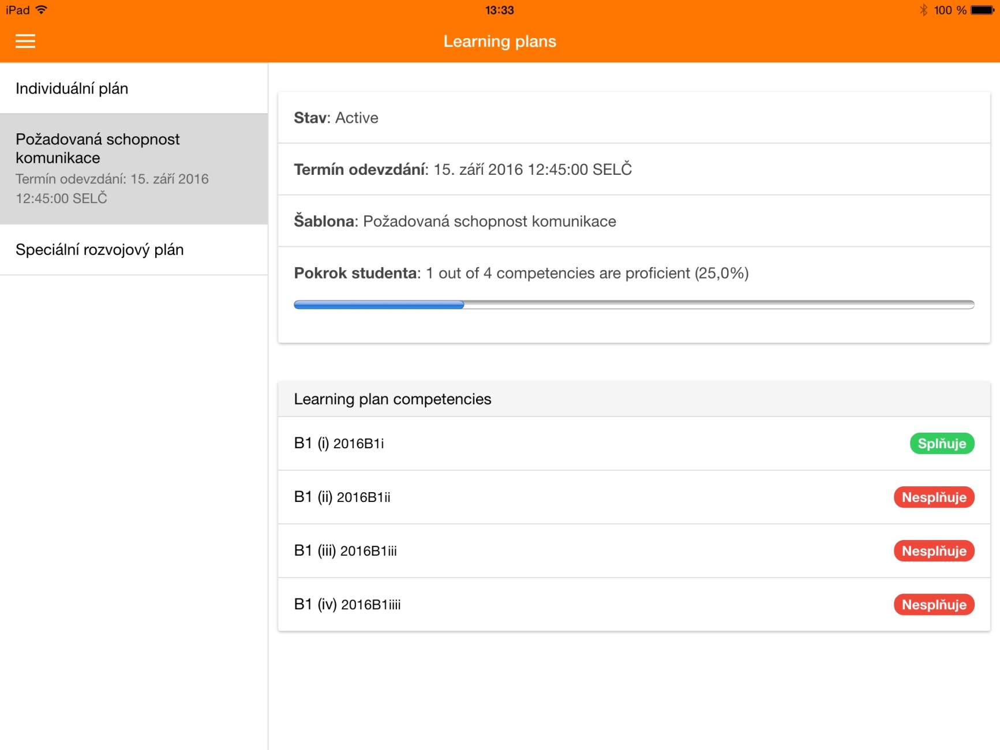 iPad 13:33 100 %
Learning plans
Individuální plán
Požadovaná schopnost
komunikace
Termín odevzdání: 15. září 2016
12:45:00 SELČ
Speciální rozvojový plán
Stav: Active
Termín odevzdání: 15. září 2016 12:45:00 SELČ
Šablona: Požadovaná schopnost komunikace
Pokrok studenta: 1 out of 4 competencies are proficient (25,0%)
Learning plan competencies
B1 (i) 2016B1i Splňuje
B1 (ii) 2016B1ii Nesplňuje
B1 (iii) 2016B1iii Nesplňuje
B1 (iv) 2016B1iiii Nesplňuje